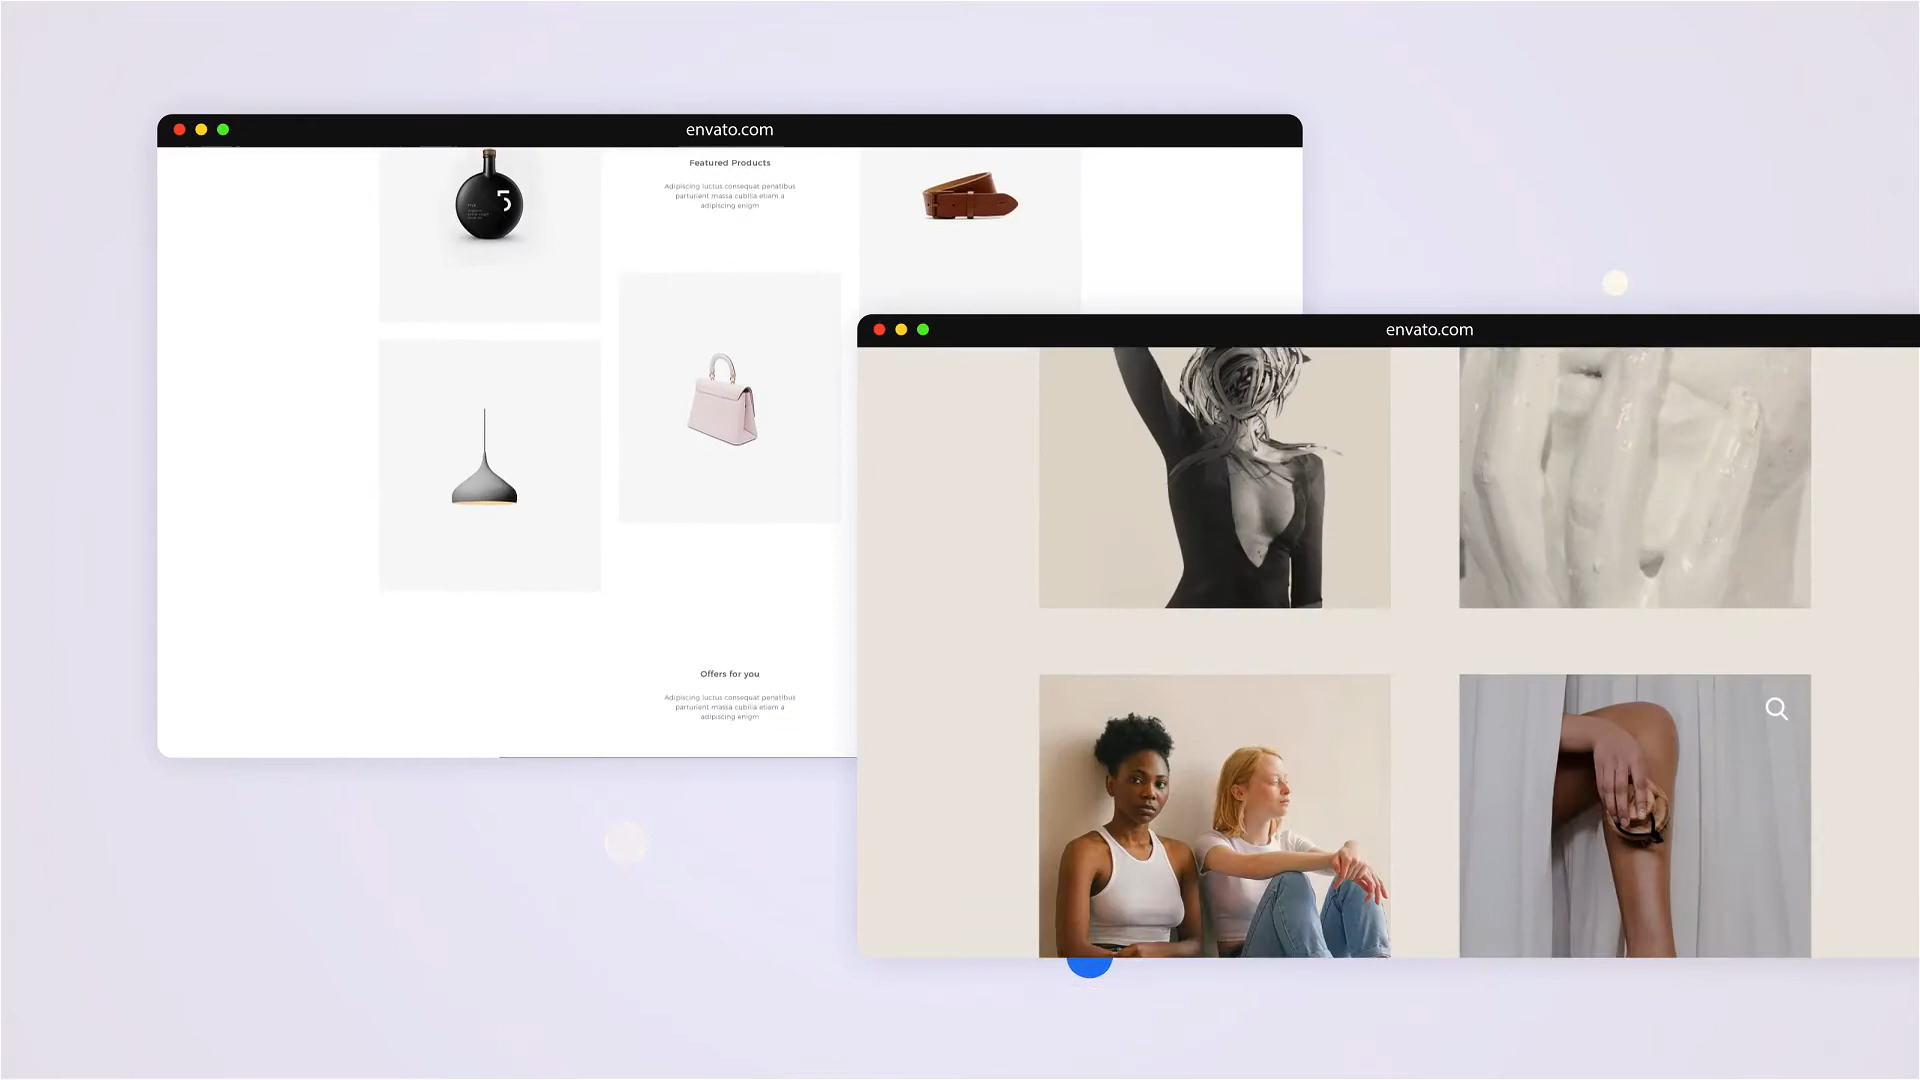 envato.com
Featured Products
Adipiscing luctus consequat penatibus
parturient massa cubilia etiam a
adipiscing enigm
5
Offers for you
Adipiscing luctus consequat penatibus
parturient massa cubilia etiam a
adipiscing enigm
envato.com